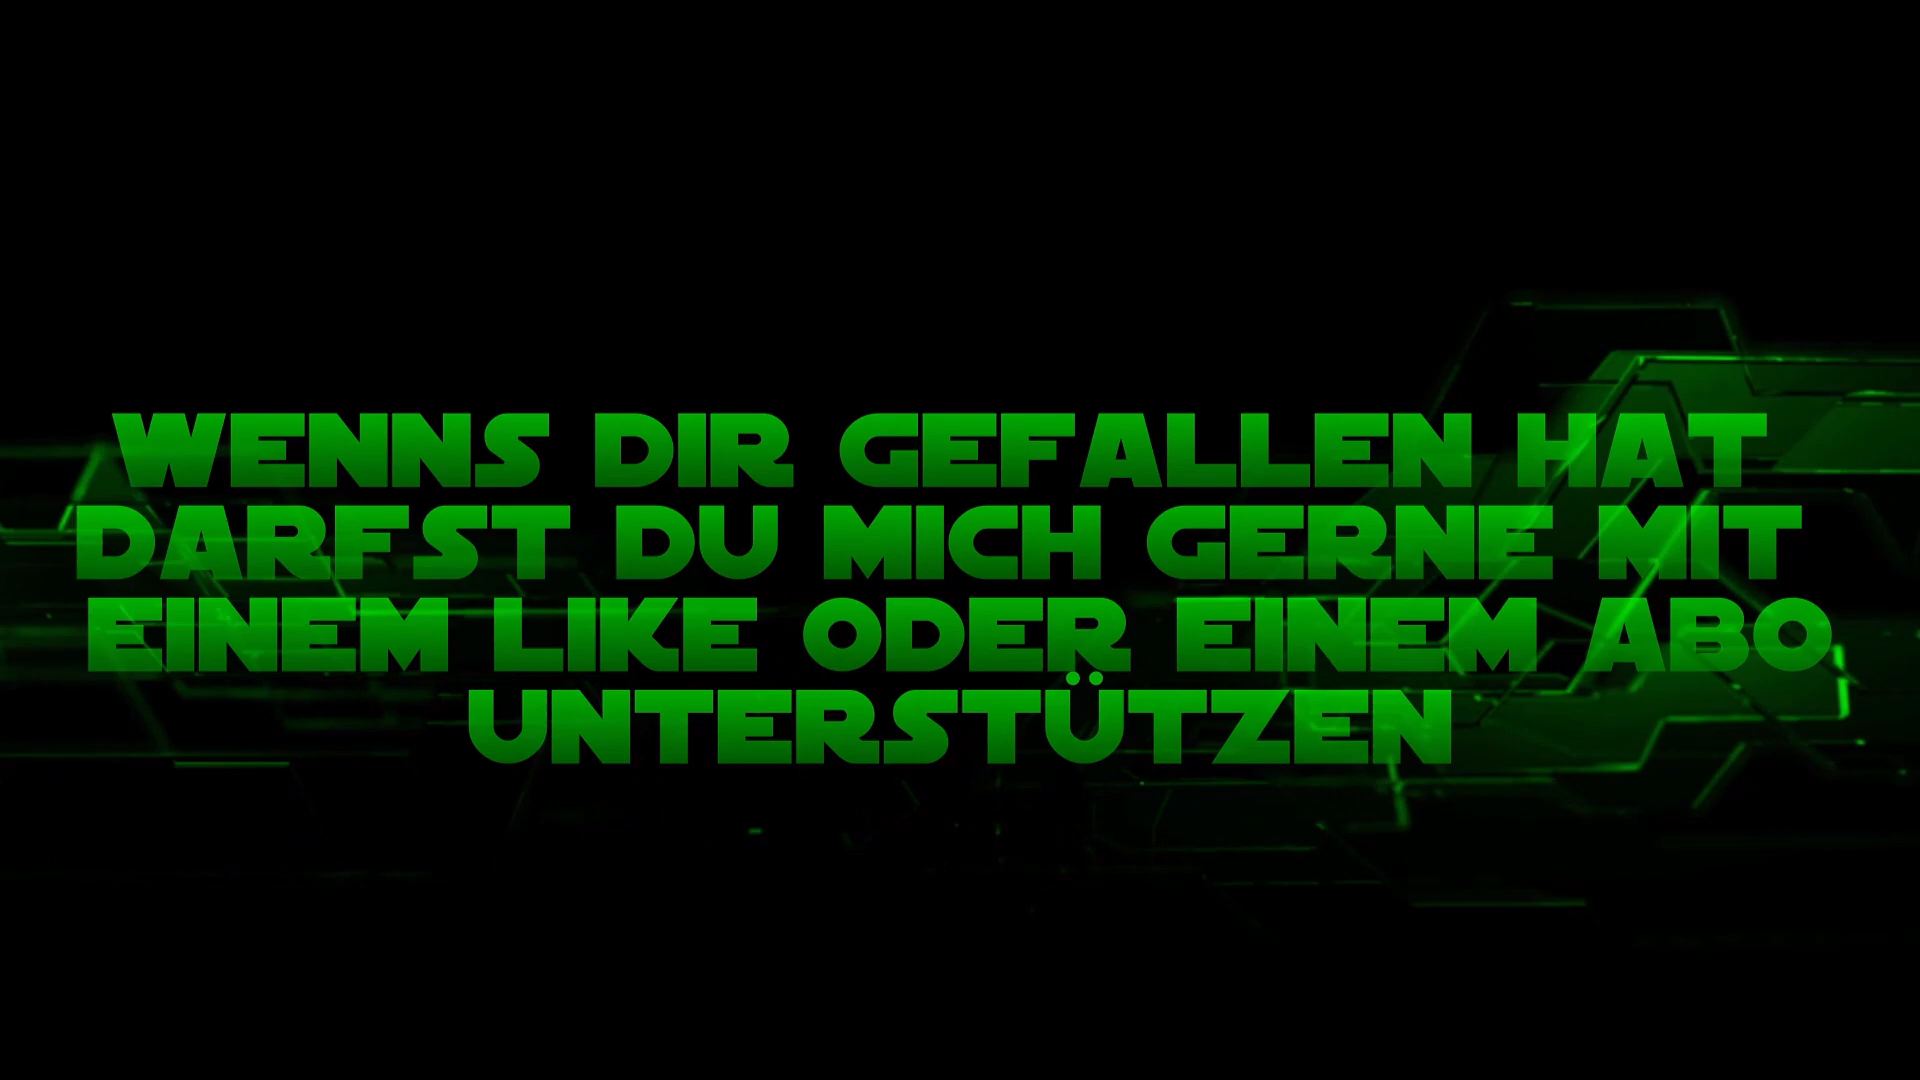 WENNS DIR GEFALLEN HAT
DARFST DU MICH GERNE MIT
EINEM LIKE ODER EINEM ABO
UNTERSTÜTZEN